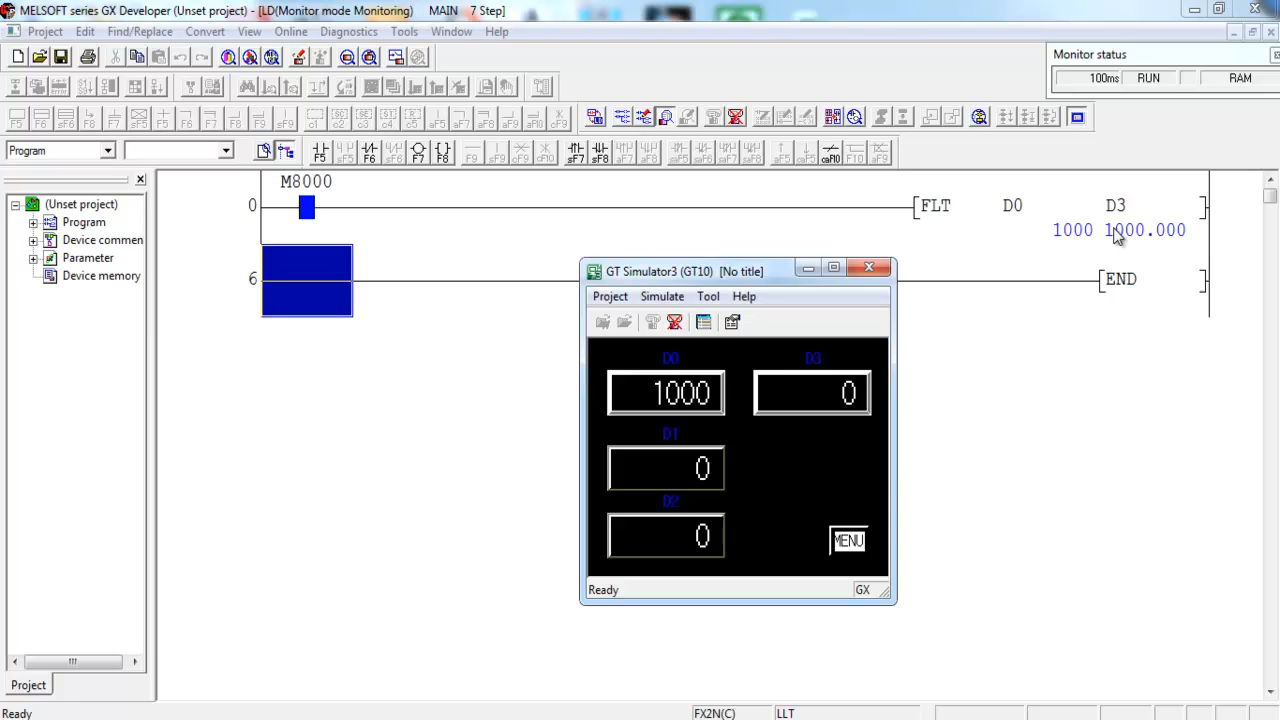 MELSOFT series GX Developer (Unset project) - [LD(Monitor mode Monitoring)    MAIN    7 Step]
Project Edit Find/Replace Convert View Online Diagnostics Tools Window Help
Monitor status
100ms RUN RAM
Program
M8000
0 FLT D0 D3
1000 1000.000
6 END
(Unset project)
Program
Device commen
Parameter
Device memory
GT Simulator3 (GT10) [No title]
Project Simulate Tool Help
D0 D3
1000 0
D1
0
D2
0
MENU
Ready GX
Project
Ready FX2N(C) LLT